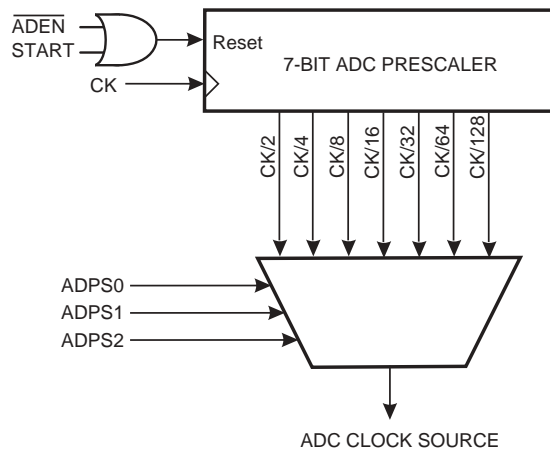 ADEN
START
Reset
7-BIT ADC PRESCALER
CK
CK/2
CK/4
CK/8
CK/16
CK/32
CK/64
CK/128
ADPS0
ADPS1
ADPS2
ADC CLOCK SOURCE